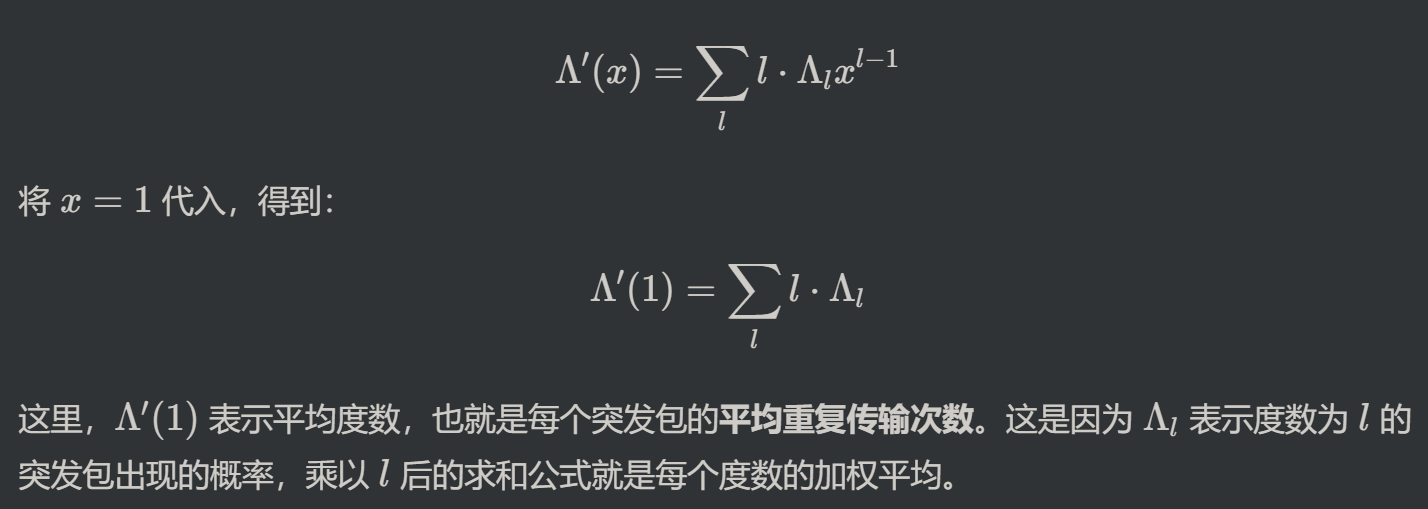 Λ′(x) = ∑_l l · Λ_l x^{l−1}
将 x = 1 代入，得到：
Λ′(1) = ∑_l l · Λ_l
这里，Λ′(1) 表示平均度数，也就是每个突发包的平均重复传输次数。这是因为 Λ_l 表示度数为 l 的
突发包出现的概率，乘以 l 后的求和公式就是每个度数的加权平均。